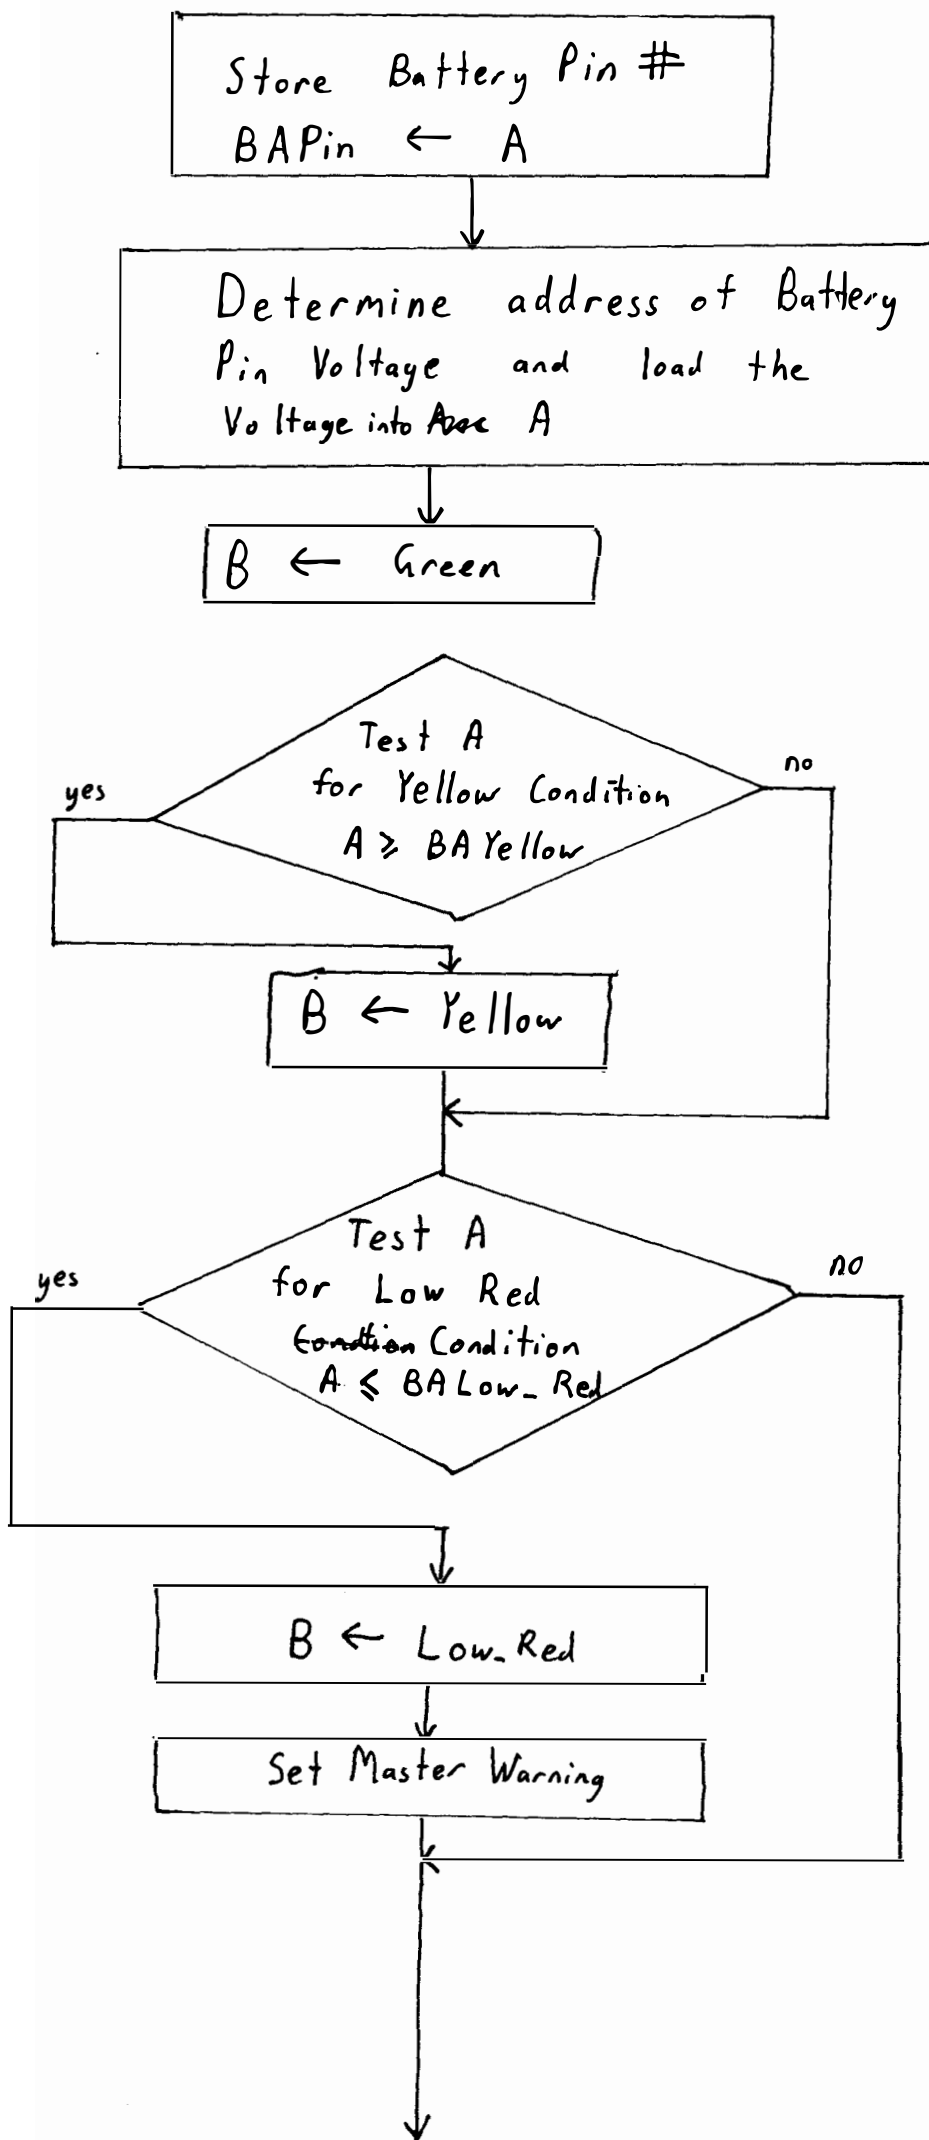 Store Battery Pin #
BAPin ← A
Determine address of Battery
Pin Voltage and load the
Voltage into A
B ← Green
Test A
for Yellow Condition
A ≥ BAYellow
yes
no
B ← Yellow
Test A
for Low Red
Condition
A ≤ BALow_Red
yes
no
B ← Low_Red
Set Master Warning